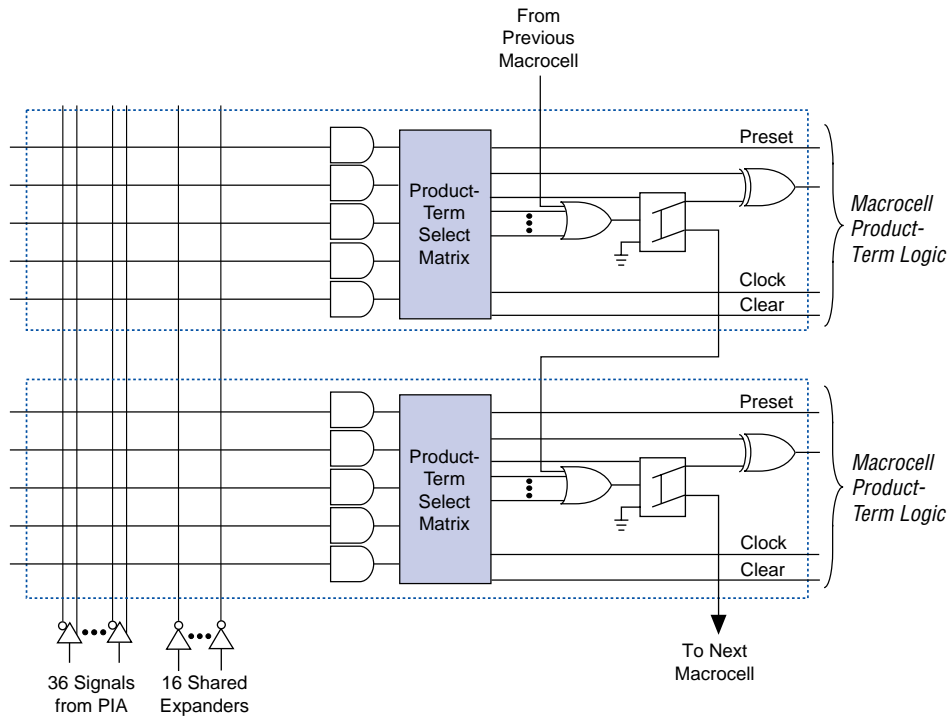 From
Previous
Macrocell
Preset
Product-
Term
Select
Matrix
Macrocell
Product-
Term Logic
Clock
Clear
Preset
Product-
Term
Select
Matrix
Macrocell
Product-
Term Logic
Clock
Clear
To Next
Macrocell
36 Signals
from PIA
16 Shared
Expanders